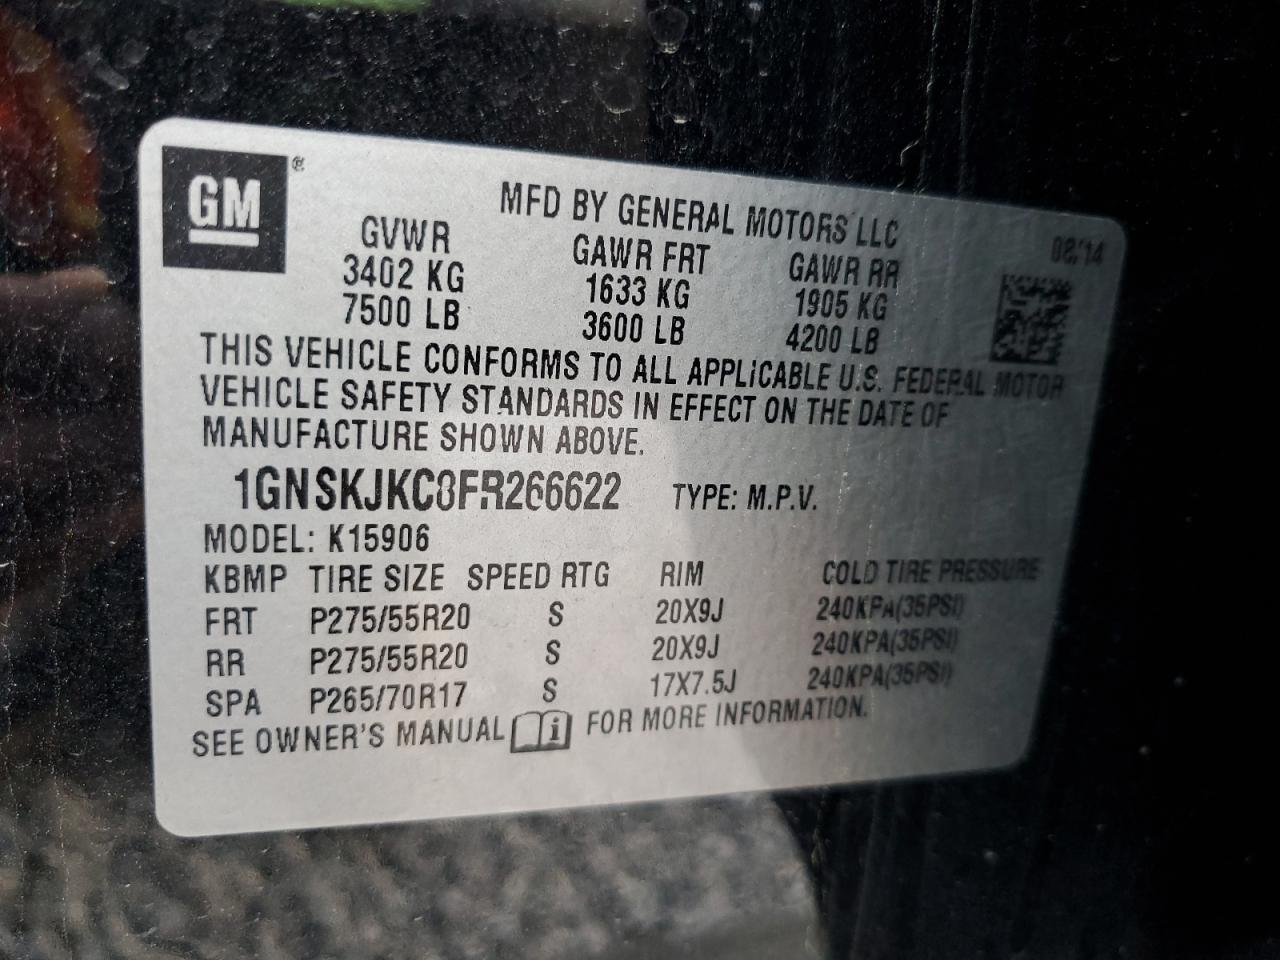 GM ®
MFD BY GENERAL MOTORS LLC
08/14
GVWR GAWR FRT GAWR RR
3402 KG 1633 KG 1905 KG
7500 LB 3600 LB 4200 LB
THIS VEHICLE CONFORMS TO ALL APPLICABLE U.S. FEDERAL MOTOR
VEHICLE SAFETY STANDARDS IN EFFECT ON THE DATE OF
MANUFACTURE SHOWN ABOVE.
1GNSKJKC8FR266622 TYPE: M.P.V.
MODEL: K15906
KBMP TIRE SIZE SPEED RTG RIM COLD TIRE PRESSURE
FRT P275/55R20 S 20X9J 240KPA(35PSI)
RR P275/55R20 S 20X9J 240KPA(35PSI)
SPA P265/70R17 S 17X7.5J 240KPA(35PSI)
SEE OWNER'S MANUAL i FOR MORE INFORMATION.